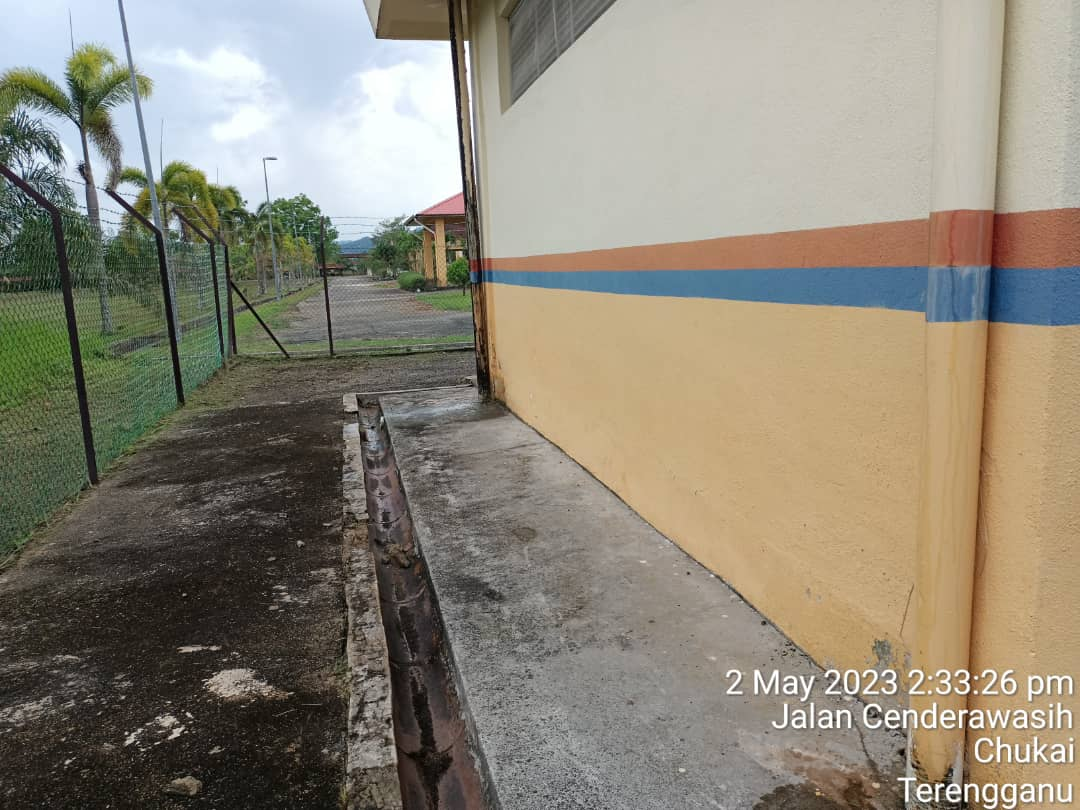 2 May 2023 2:33:26 pm
Jalan Cenderawasih
Chukai
Terengganu